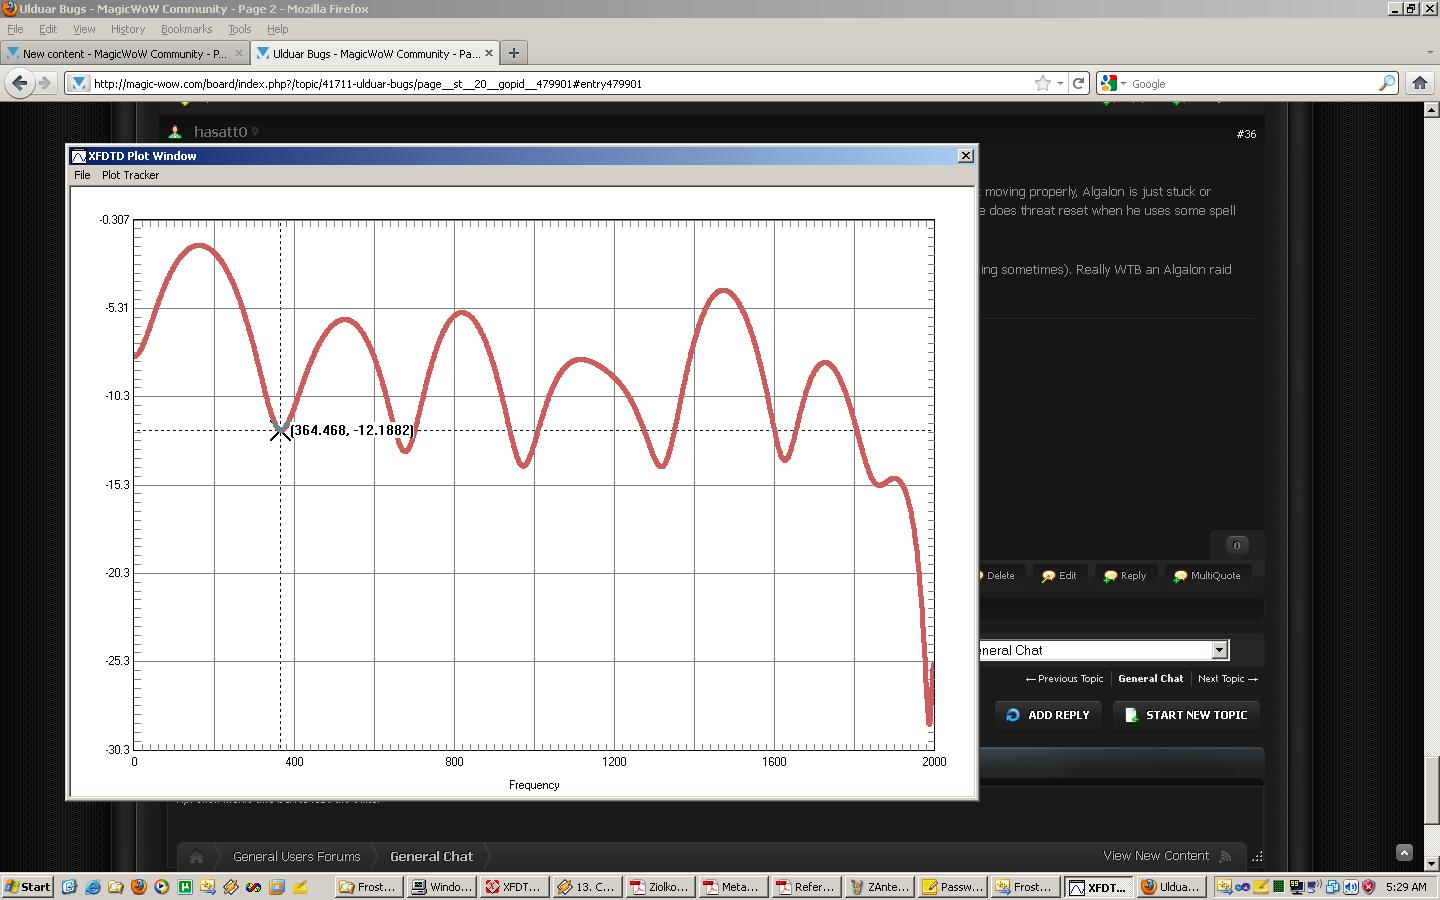 Ulduar Bugs - MagicWoW Community - Page 2 - Mozilla Firefox
File Edit View History Bookmarks Tools Help
New content - MagicWoW Community - P...
Ulduar Bugs - MagicWoW Community - Pa...
http://magic-wow.com/board/index.php?/topic/41711-ulduar-bugs/page__st__20__gopid__479901#entry479901
Google
hasatt0
#36
XFDTD Plot Window
File Plot Tracker
moving properly, Algalon is just stuck or
e does threat reset when he uses some spell
ing sometimes). Really WTB an Algalon raid
-0.307
-5.31
-10.3
(364.468, -12.1882)
-15.3
-20.3
-25.3
-30.3
0 400 800 1200 1600 2000
Frequency
0
Delete Edit Reply MultiQuote
eneral Chat
← Previous Topic General Chat Next Topic →
ADD REPLY START NEW TOPIC
General Users Forums General Chat
View New Content
Start Frost... Windo... XFDT... 13. C... Ziolko... Meta... Refer... ZAnte... Passw... Frost... XFDT... Uldua... 5:29 AM